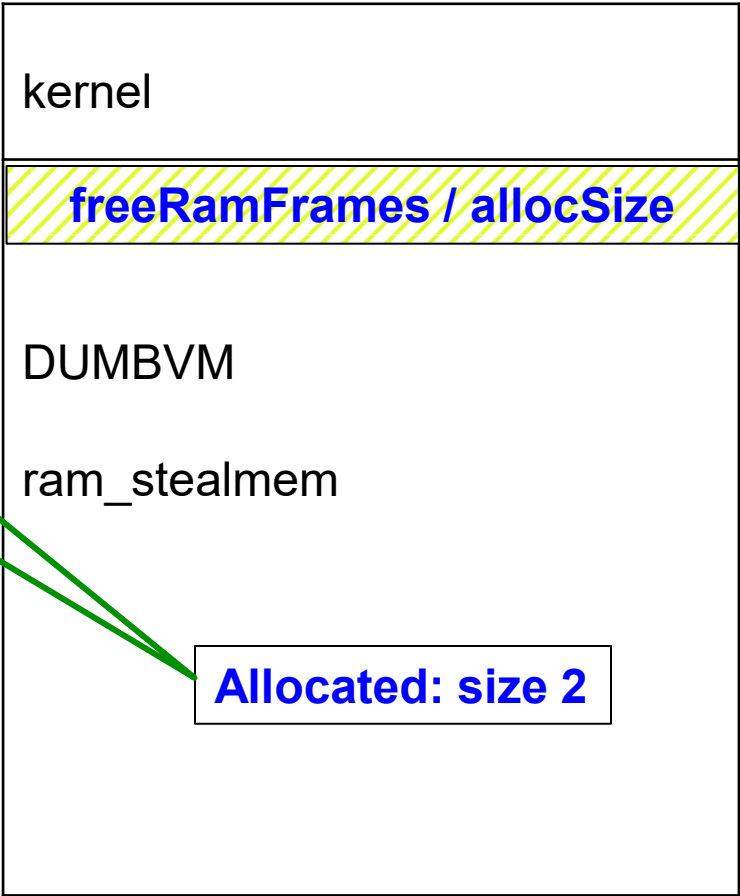 kernel
freeRamFrames / allocSize
DUMBVM
ram_stealmem
Allocated: size 2